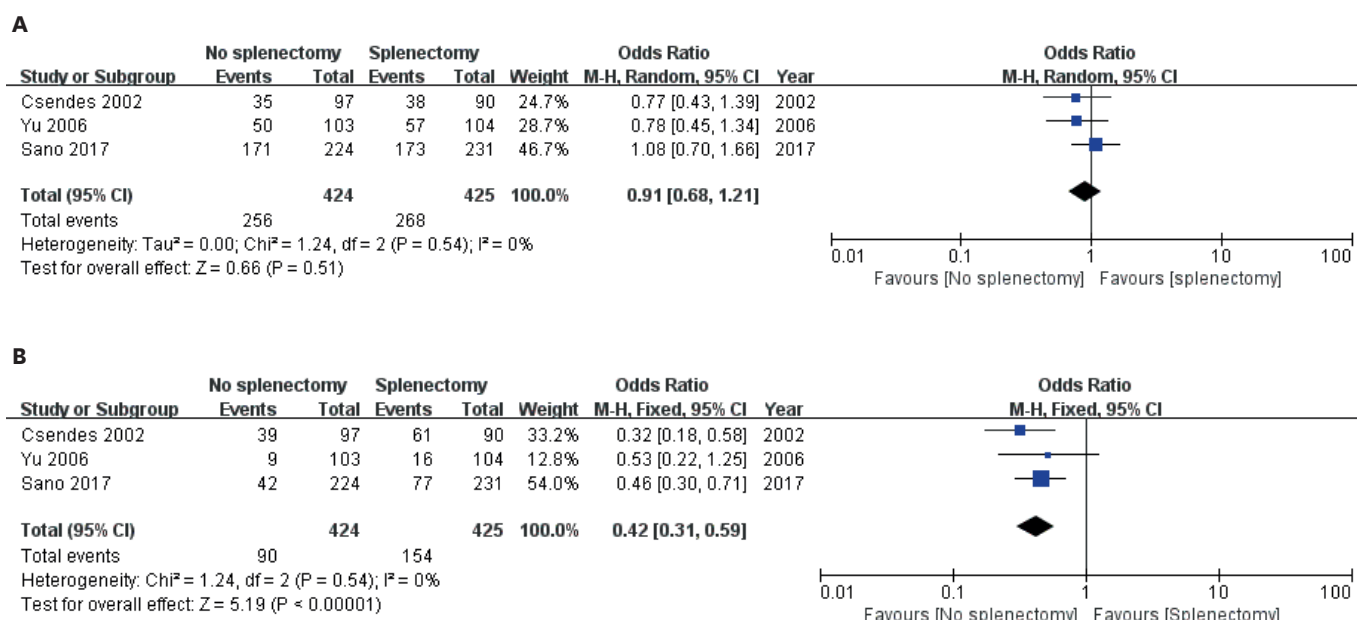 A
No splenectomy Splenectomy Odds Ratio Odds Ratio
Study or Subgroup Events Total Events Total Weight M-H, Random, 95% CI Year M-H, Random, 95% CI
Csendes 2002 35 97 38 90 24.7% 0.77 [0.43, 1.39] 2002
Yu 2006 50 103 57 104 28.7% 0.78 [0.45, 1.34] 2006
Sano 2017 171 224 173 231 46.7% 1.08 [0.70, 1.66] 2017
Total (95% CI) 424 425 100.0% 0.91 [0.68, 1.21]
Total events 256 268
Heterogeneity: Tau² = 0.00; Chi² = 1.24, df = 2 (P = 0.54); I² = 0%
Test for overall effect: Z = 0.66 (P = 0.51)
0.01 0.1 1 10 100
Favours [No splenectomy] Favours [splenectomy]
B
No splenectomy Splenectomy Odds Ratio Odds Ratio
Study or Subgroup Events Total Events Total Weight M-H, Fixed, 95% CI Year M-H, Fixed, 95% CI
Csendes 2002 39 97 61 90 33.2% 0.32 [0.18, 0.58] 2002
Yu 2006 9 103 16 104 12.8% 0.53 [0.22, 1.25] 2006
Sano 2017 42 224 77 231 54.0% 0.46 [0.30, 0.71] 2017
Total (95% CI) 424 425 100.0% 0.42 [0.31, 0.59]
Total events 90 154
Heterogeneity: Chi² = 1.24, df = 2 (P = 0.54); I² = 0%
Test for overall effect: Z = 5.19 (P < 0.00001)
0.01 0.1 1 10 100
Favours [No splenectomy] Favours [Splenectomy]